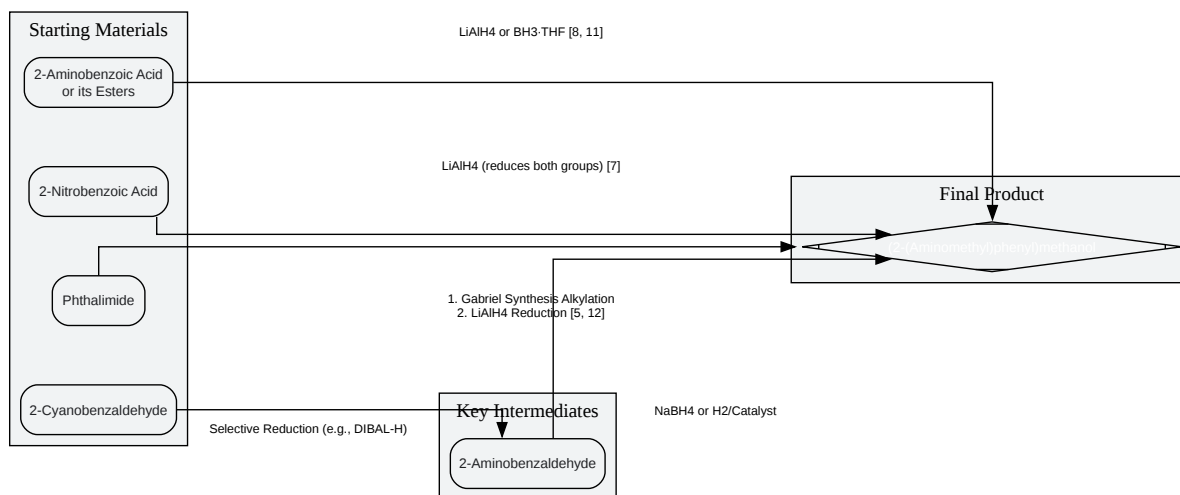 Starting Materials
LiAlH4 or BH3·THF [8, 11]
2-Aminobenzoic Acid
or its Esters
LiAlH4 (reduces both groups) [7]
2-Nitrobenzoic Acid
Final Product
(2-(Aminomethyl)phenyl)methanol
Phthalimide
1. Gabriel Synthesis Alkylation
2. LiAlH4 Reduction [5, 12]
2-Cyanobenzaldehyde
Selective Reduction (e.g., DIBAL-H)
Key Intermediates
NaBH4 or H2/Catalyst
2-Aminobenzaldehyde